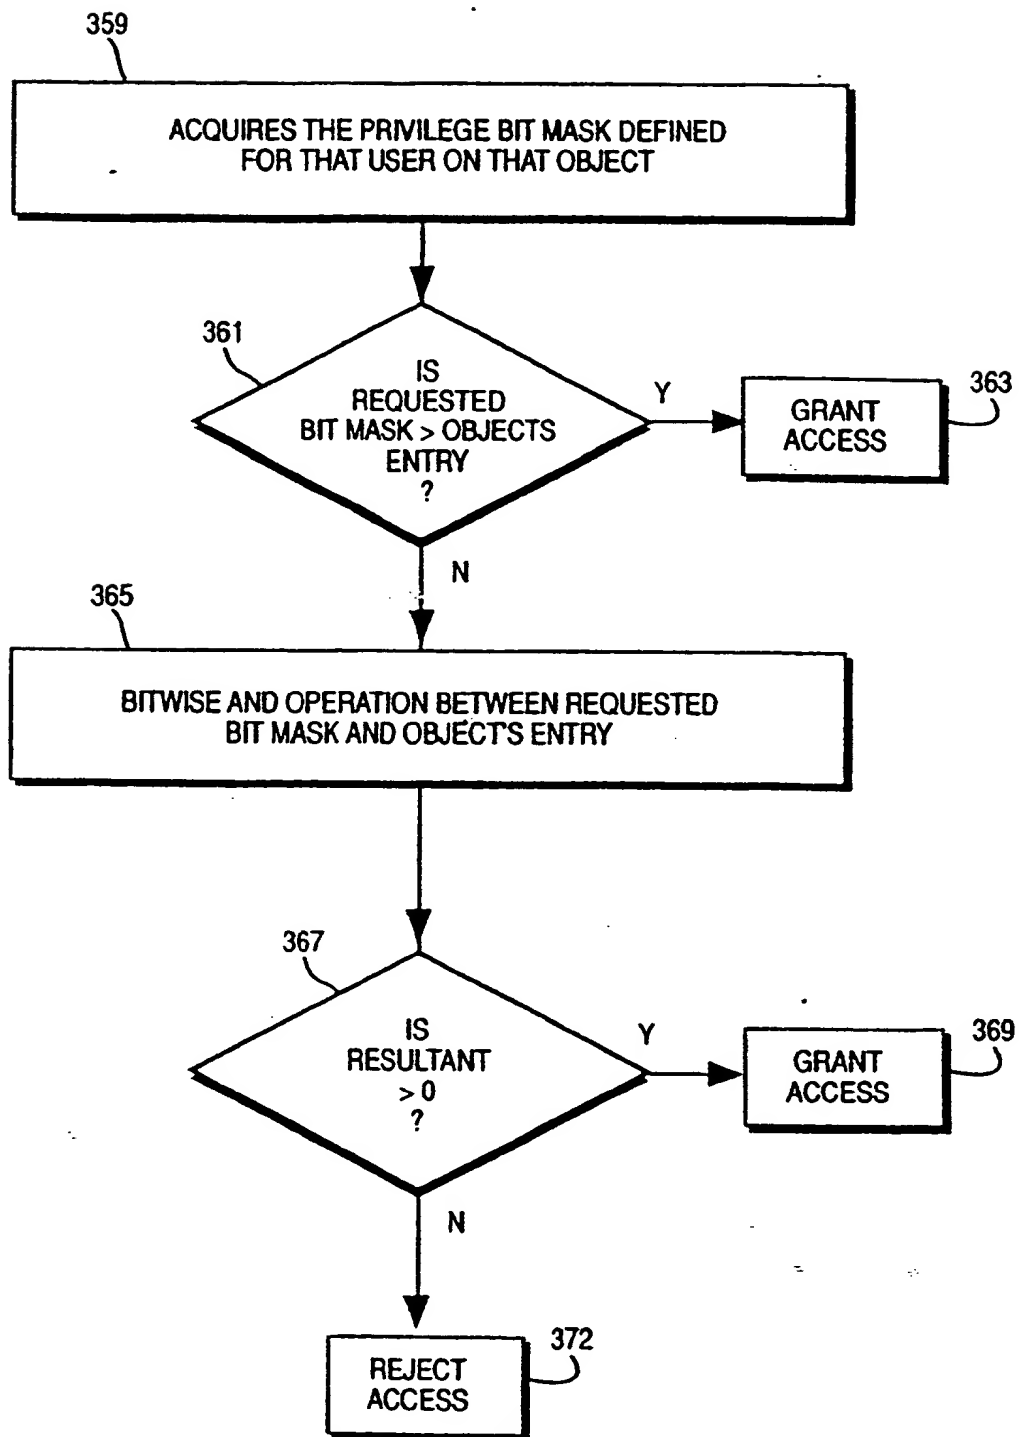 359
ACQUIRES THE PRIVILEGE BIT MASK DEFINED
FOR THAT USER ON THAT OBJECT
361
IS
REQUESTED
BIT MASK > OBJECTS
ENTRY
?
Y
GRANT
ACCESS
363
N
365
BITWISE AND OPERATION BETWEEN REQUESTED
BIT MASK AND OBJECT'S ENTRY
367
IS
RESULTANT
> 0
?
Y
GRANT
ACCESS
369
N
REJECT
ACCESS
372